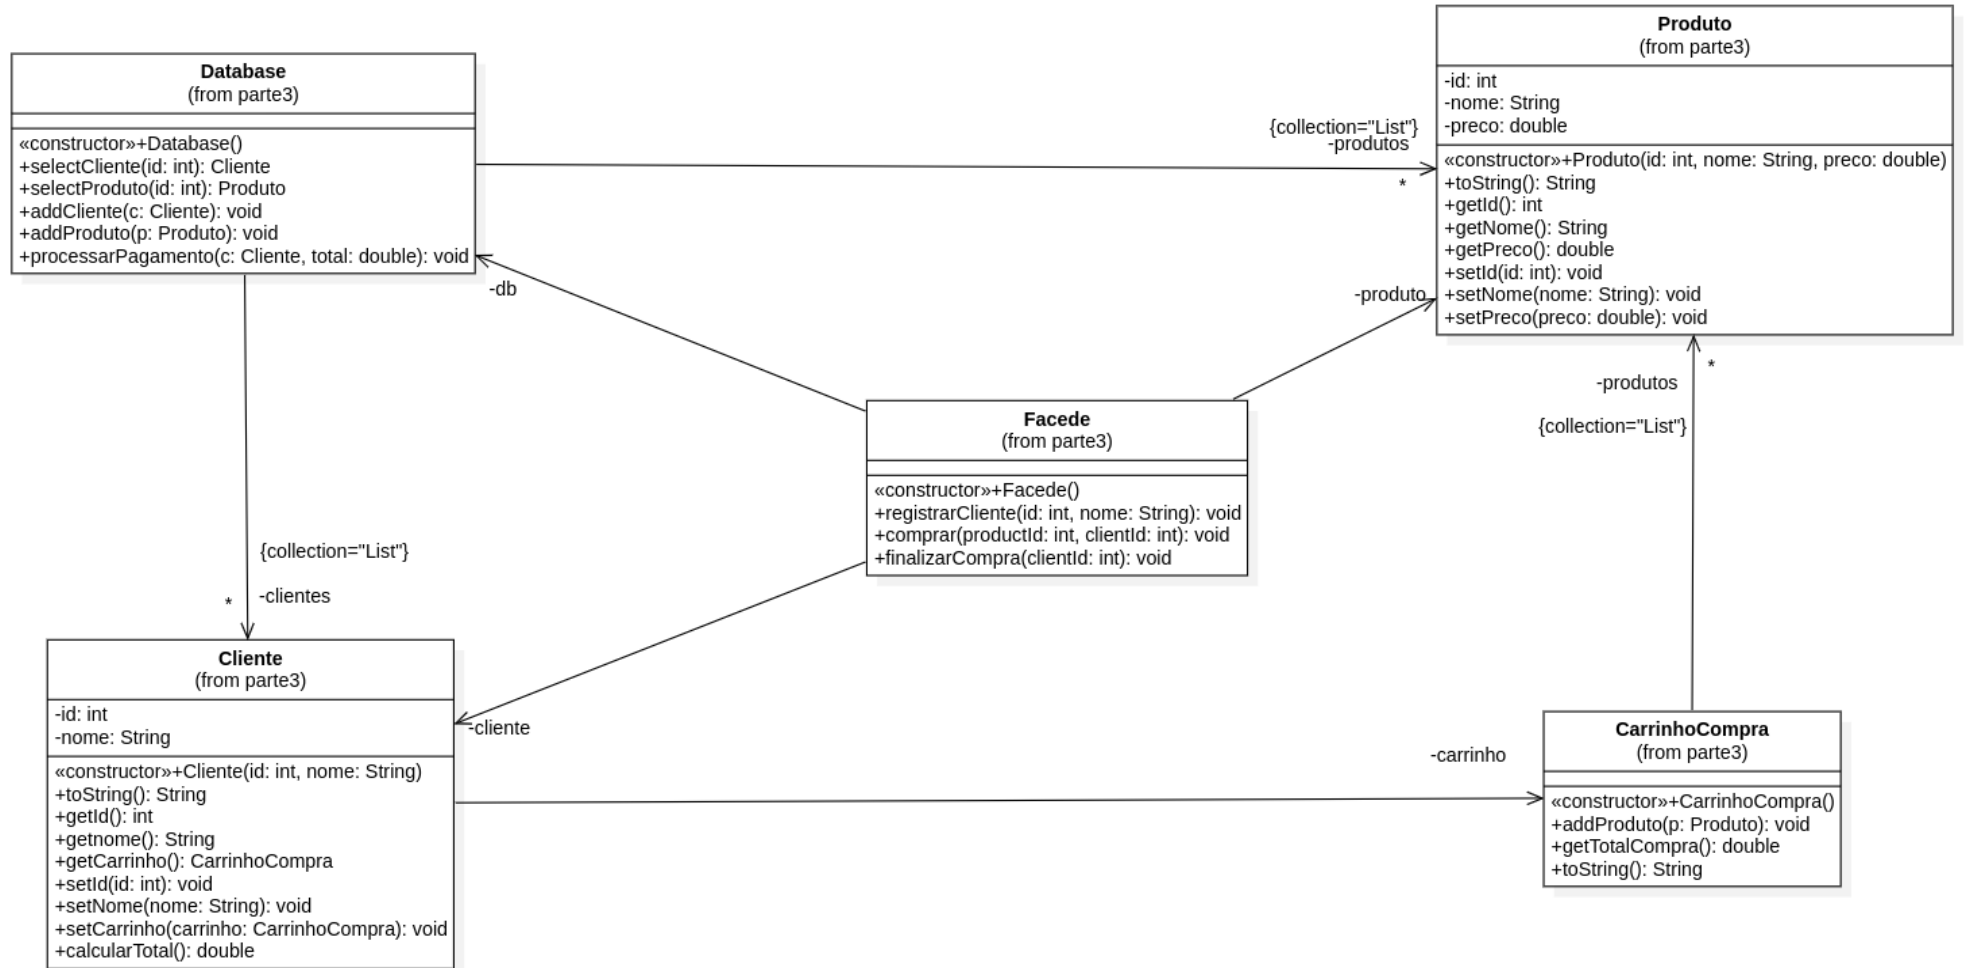 Database
(from parte3)
«constructor»+Database()
+selectCliente(id: int): Cliente
+selectProduto(id: int): Produto
+addCliente(c: Cliente): void
+addProduto(p: Produto): void
+processarPagamento(c: Cliente, total: double): void
{collection="List"}
-produtos
*
Produto
(from parte3)
-id: int
-nome: String
-preco: double
«constructor»+Produto(id: int, nome: String, preco: double)
+toString(): String
+getId(): int
+getNome(): String
+getPreco(): double
+setId(id: int): void
+setNome(nome: String): void
+setPreco(preco: double): void
-db
-produto
*
-produtos
{collection="List"}
Facede
(from parte3)
«constructor»+Facede()
+registrarCliente(id: int, nome: String): void
+comprar(productId: int, clientId: int): void
+finalizarCompra(clientId: int): void
{collection="List"}
* -clientes
Cliente
(from parte3)
-id: int
-nome: String
«constructor»+Cliente(id: int, nome: String)
+toString(): String
+getId(): int
+getnome(): String
+getCarrinho(): CarrinhoCompra
+setId(id: int): void
+setNome(nome: String): void
+setCarrinho(carrinho: CarrinhoCompra): void
+calcularTotal(): double
-cliente
-carrinho
CarrinhoCompra
(from parte3)
«constructor»+CarrinhoCompra()
+addProduto(p: Produto): void
+getTotalCompra(): double
+toString(): String